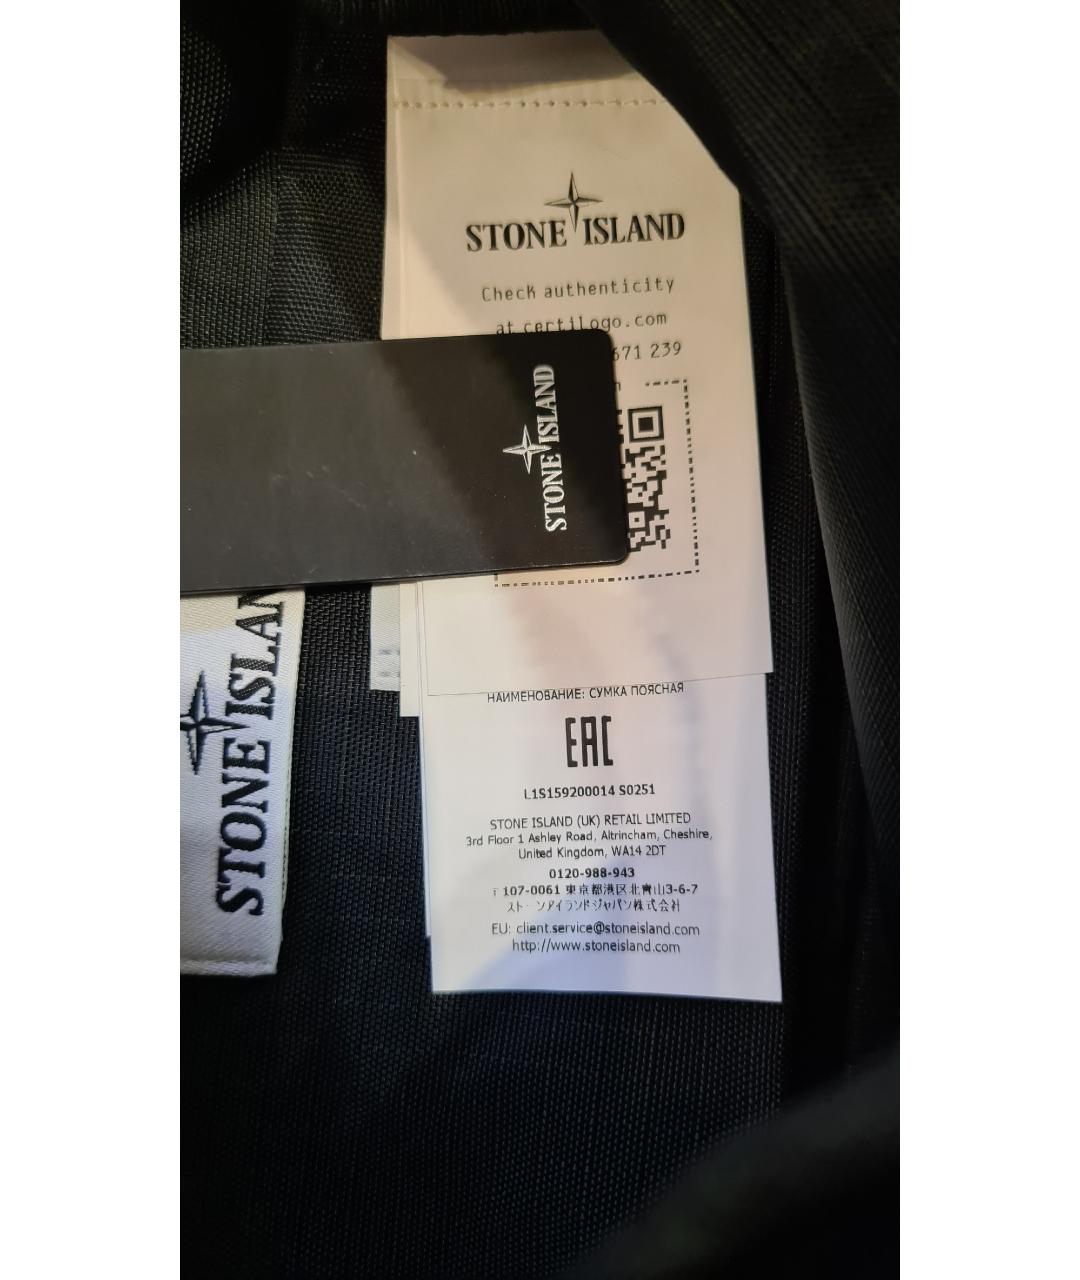 STONE ISLAND
Check authenticity
at certilogo.com
671 239
STONE ISLAND
STONE ISLAN
НАИМЕНОВАНИЕ: СУМКА ПОЯСНАЯ
EAC
L1S159200014 S0251
STONE ISLAND (UK) RETAIL LIMITED
3rd Floor 1 Ashley Road, Altrincham, Cheshire,
United Kingdom, WA14 2DT
0120-988-943
〒107-0061 東京都港区北青山3-6-7
ストーンアイランドジャパン株式会社
EU: client.service@stoneisland.com
http://www.stoneisland.com